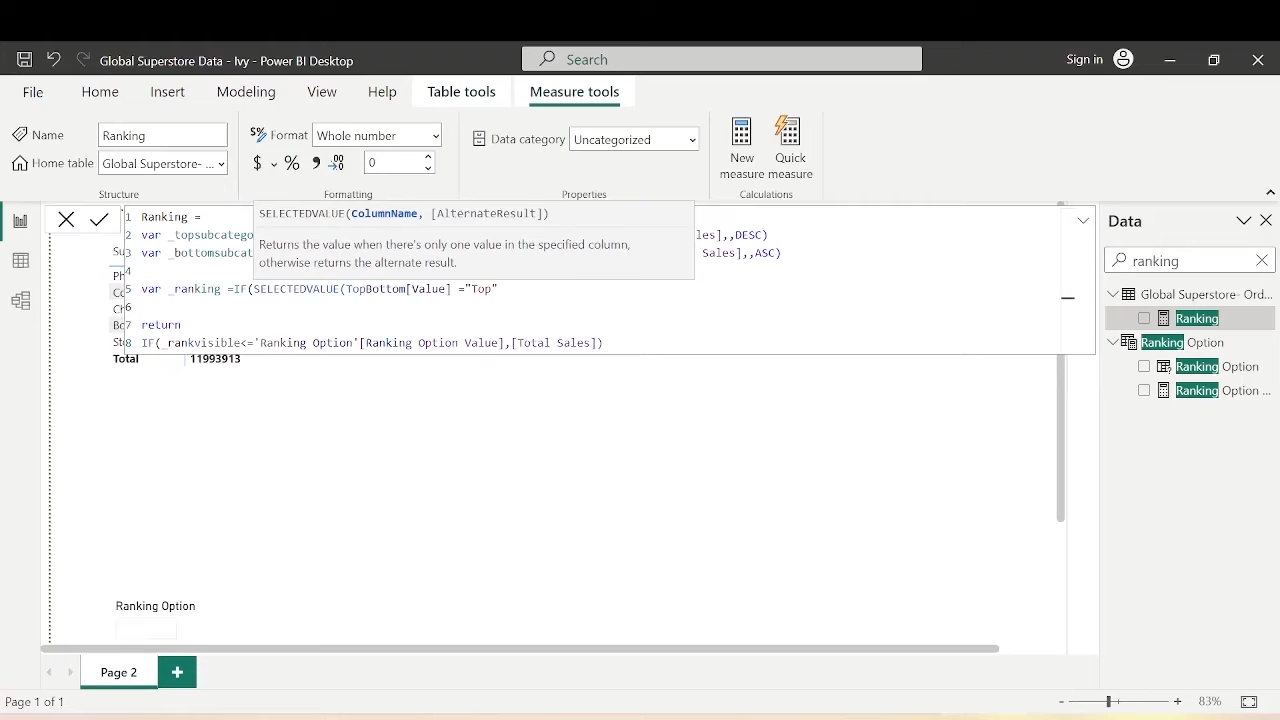 Global Superstore Data - Ivy - Power BI Desktop
Search
Sign in
File Home Insert Modeling View Help Table tools Measure tools
Name Ranking
Format Whole number
Data category Uncategorized
New measure
Quick measure
Home table Global Superstore- ...
$ % 0
Structure Formatting Properties Calculations
SELECTEDVALUE(ColumnName, [AlternateResult])
Returns the value when there's only one value in the specified column,
otherwise returns the alternate result.
1 Ranking =
2 var _topsubcatego les],,DESC)
3 var _bottomsubcat Sales],,ASC)
4
5 var _ranking =IF(SELECTEDVALUE(TopBottom[Value] ="Top"
6
7 return
8 IF(_rankvisible<='Ranking Option'[Ranking Option Value],[Total Sales])
Su
Ph
Co
Ch
Bo
Sto
Total 11993913
Ranking Option
Data
ranking
Global Superstore- Ord...
Ranking
Ranking Option
Ranking Option
Ranking Option ...
Page 2
+
Page 1 of 1
- + 83%